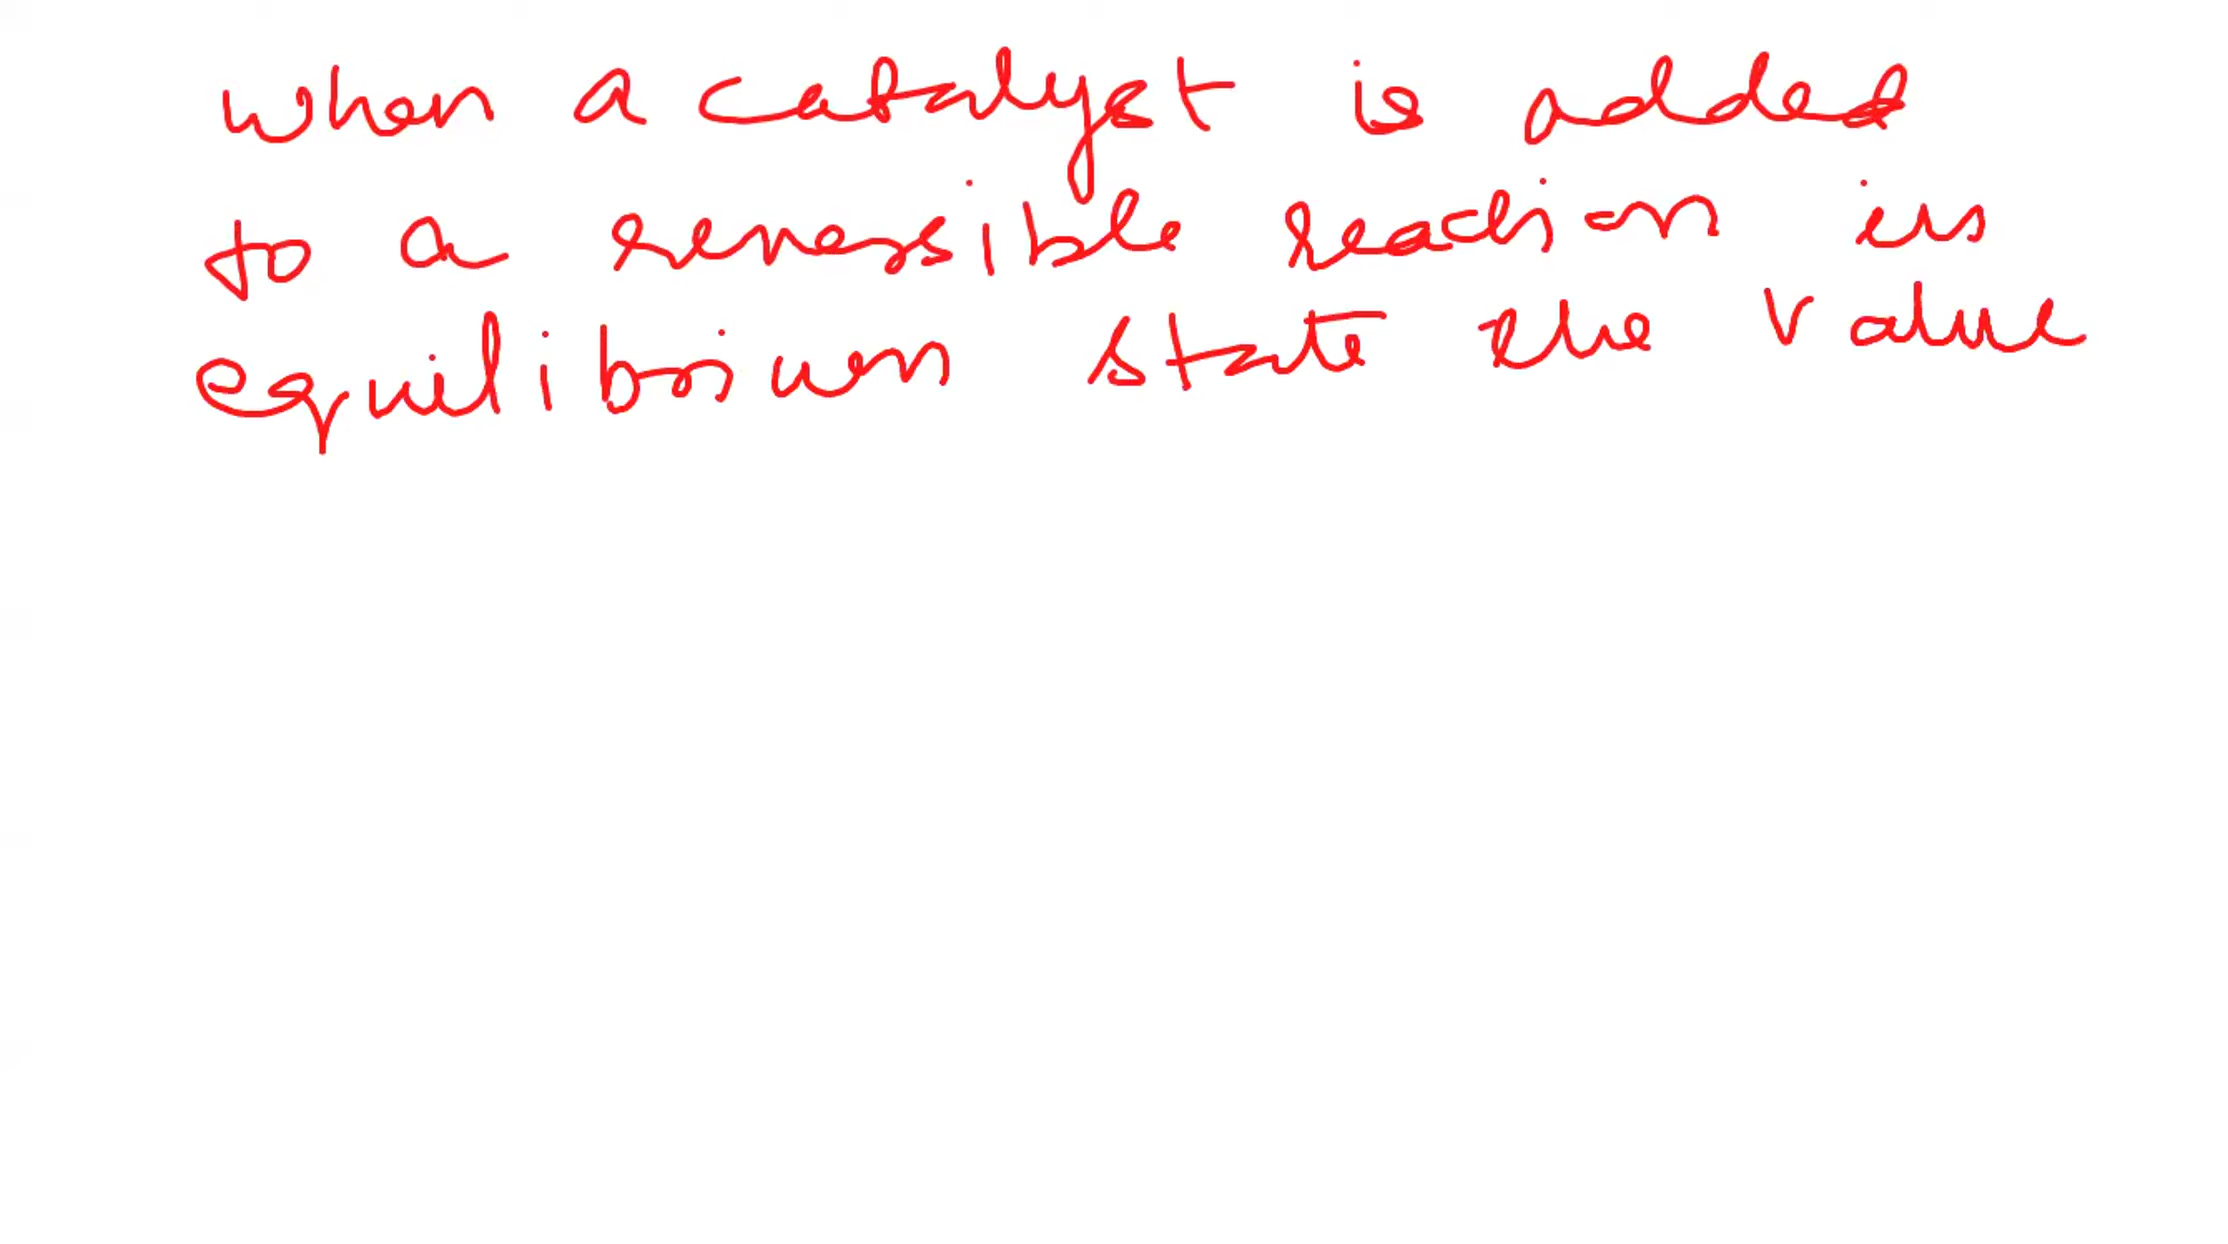 when a catalyst is added
to a reversible reaction in
equilibrium state the value